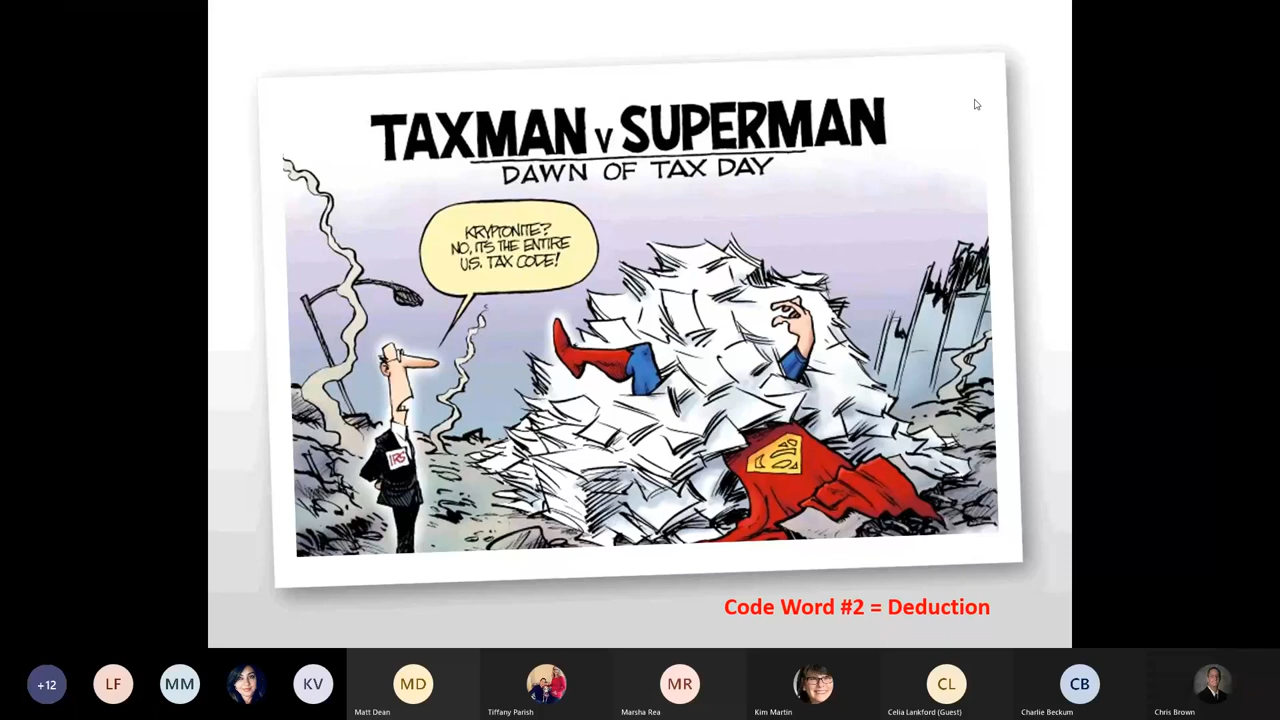 TAXMAN V SUPERMAN
DAWN OF TAX DAY
KRYPTONITE?
NO, ITS THE ENTIRE
U.S. TAX CODE!
IRS
S
Code Word #2 = Deduction
+12
LF
MM
KV
MD
MR
CL
CB
Matt Dean
Tiffany Parish
Marsha Rea
Kim Martin
Celia Lankford (Guest)
Charlie Beckum
Chris Brown